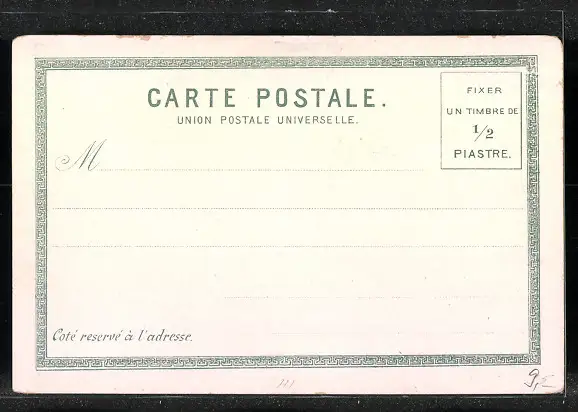 CARTE POSTALE.
UNION POSTALE UNIVERSELLE.
FIXER
UN TIMBRE DE
1/2
PIASTRE.
M
Coté reservé à l'adresse.